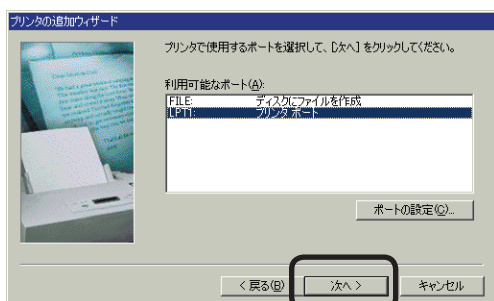 プリンタの追加ウィザード
プリンタで使用するポートを選択して、[次へ] をクリックしてください。
利用可能なポート(A):
FILE: ディスクにファイルを作成
LPT1: プリンタ ポート
ポートの設定(C)...
< 戻る(B)
次へ >
キャンセル